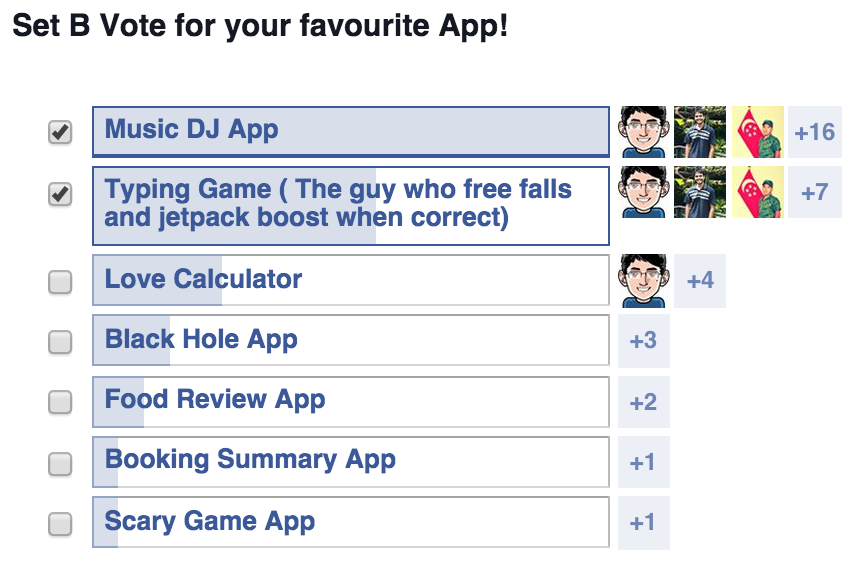 Set B Vote for your favourite App!
Music DJ App
+16
Typing Game ( The guy who free falls
and jetpack boost when correct)
+7
Love Calculator
+4
Black Hole App
+3
Food Review App
+2
Booking Summary App
+1
Scary Game App
+1